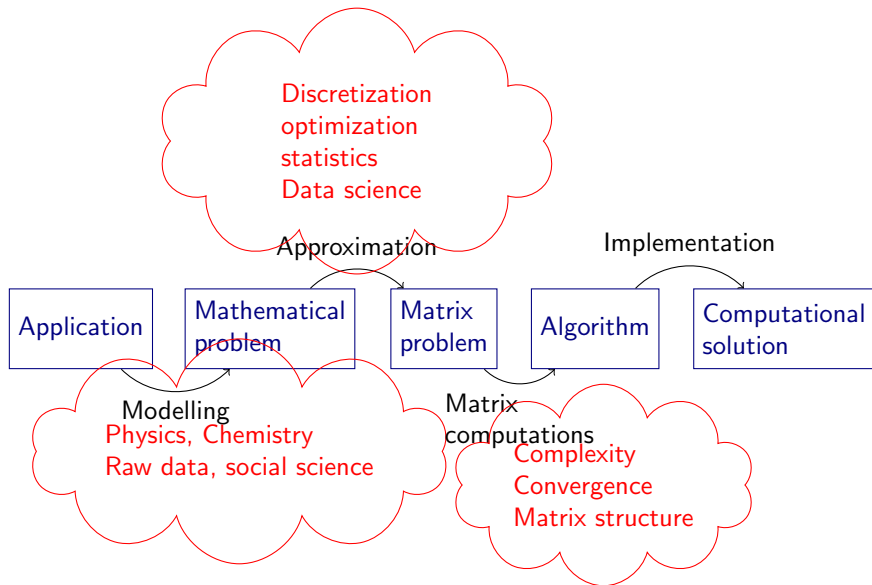 Discretization
optimization
statistics
Data science
Approximation
Implementation
Application
Mathematical
problem
Matrix
problem
Algorithm
Computational
solution
Modelling
Matrix
computations
Physics, Chemistry
Raw data, social science
Complexity
Convergence
Matrix structure